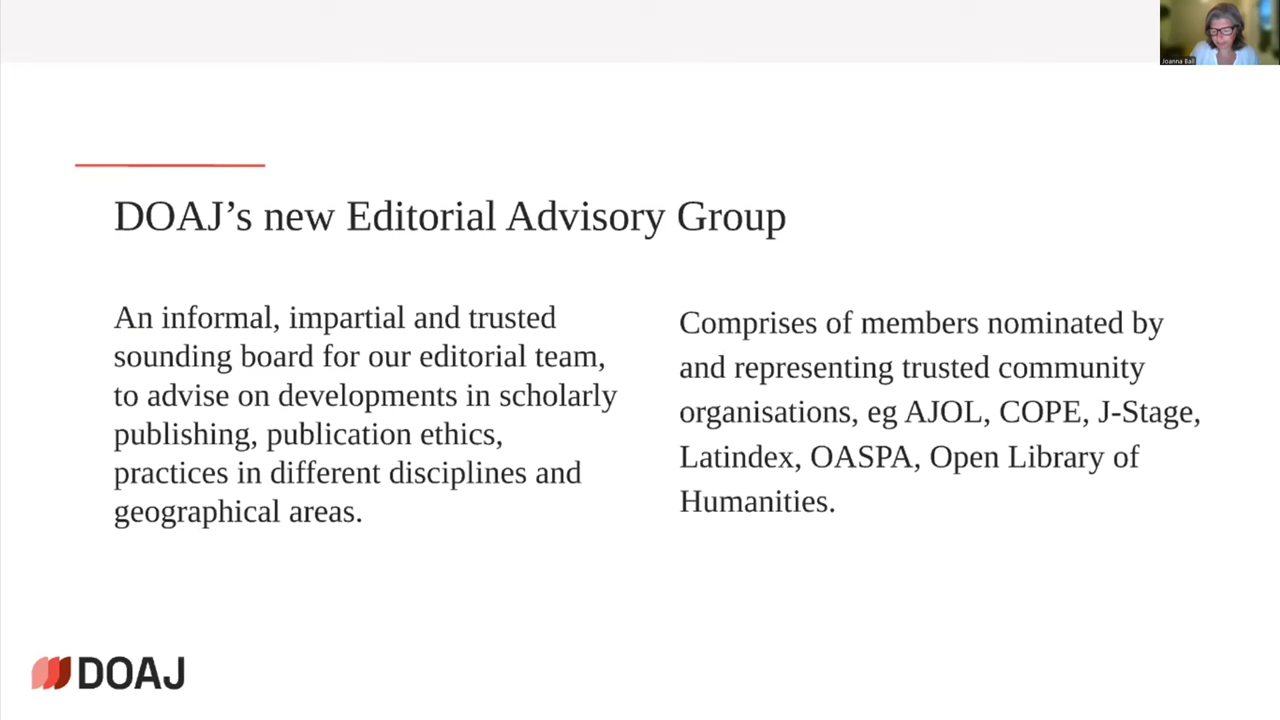 Joanna Ball
DOAJ’s new Editorial Advisory Group
An informal, impartial and trusted
sounding board for our editorial team,
to advise on developments in scholarly
publishing, publication ethics,
practices in different disciplines and
geographical areas.
Comprises of members nominated by
and representing trusted community
organisations, eg AJOL, COPE, J-Stage,
Latindex, OASPA, Open Library of
Humanities.
DOAJ